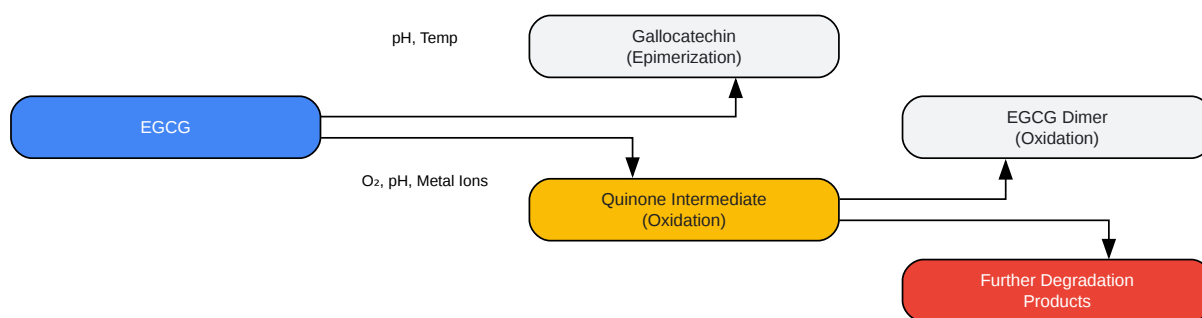 pH, Temp
Gallocatechin
(Epimerization)
EGCG
EGCG Dimer
(Oxidation)
O₂, pH, Metal Ions
Quinone Intermediate
(Oxidation)
Further Degradation
Products